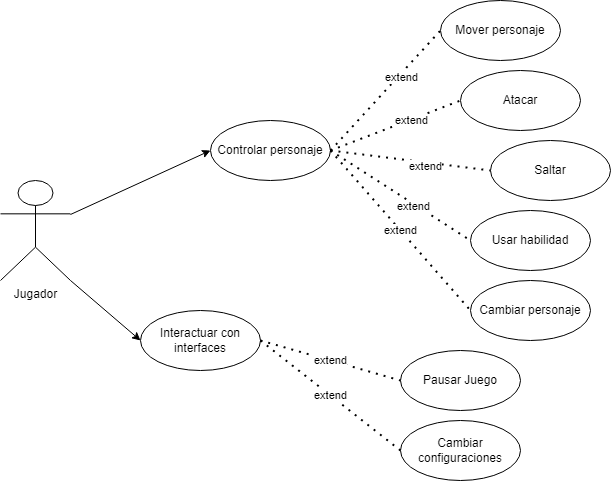 Mover personaje
extend
Atacar
extend
Controlar personaje
extend
Saltar
extend
Usar habilidad
extend
Jugador
Cambiar personaje
Interactuar con
interfaces
extend
Pausar Juego
extend
Cambiar
configuraciones